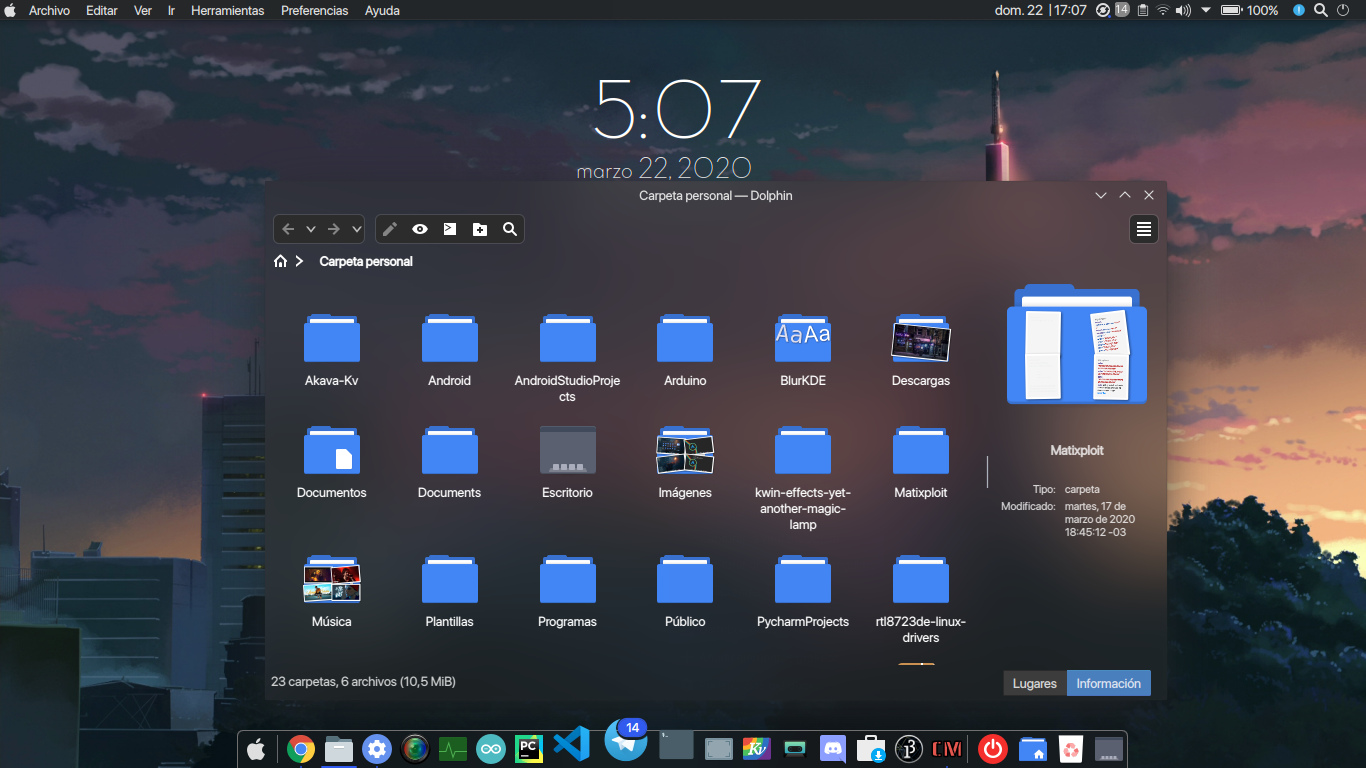 Archivo Editar Ver Ir Herramientas Preferencias Ayuda dom. 22 | 17:07 14 100%
5:07
marzo 22, 2020
Carpeta personal — Dolphin
Carpeta personal
Akava-Kv Android AndroidStudioProje Arduino BlurKDE Descargas
cts
AaAa
Documentos Documents Escritorio Imágenes kwin-effects-yet- Matixploit
another-magic-
lamp
Música Plantillas Programas Público PycharmProjects rtl8723de-linux-
drivers
Matixploit
Tipo: carpeta
Modificado: martes, 17 de
marzo de 2020
18:45:12 -03
23 carpetas, 6 archivos (10,5 MiB)
Lugares Información
14
PC
Kv
CM